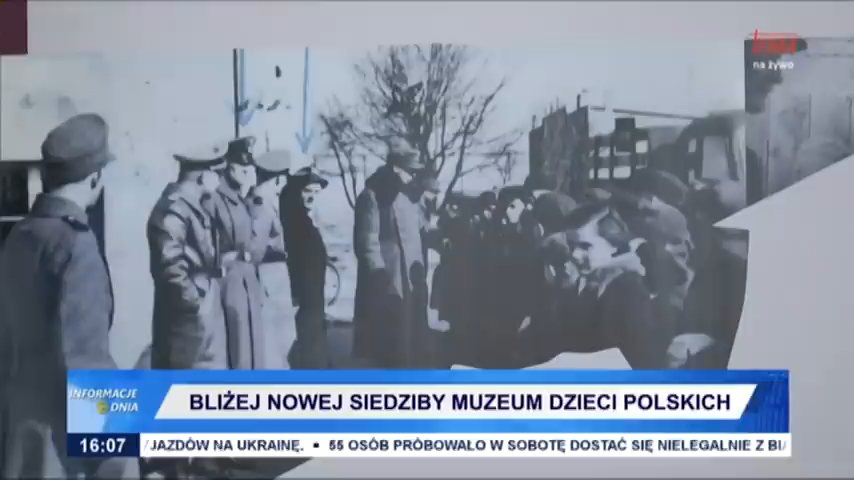 na żywo
INFORMACJE
DNIA
BLIŻEJ NOWEJ SIEDZIBY MUZEUM DZIECI POLSKICH
16:07
JAZDÓW NA UKRAINĘ. ▪ 55 OSÓB PRÓBOWAŁO W SOBOTĘ DOSTAĆ SIĘ NIELEGALNIE Z